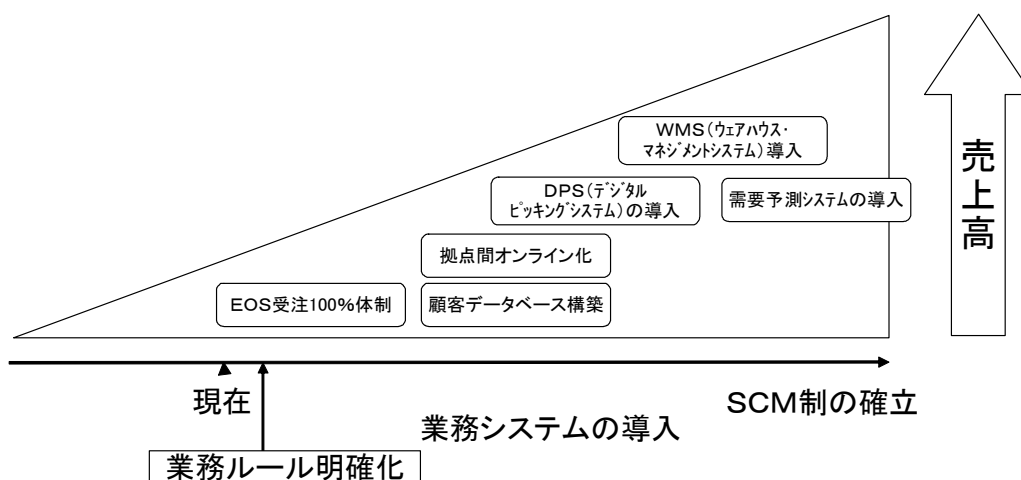 WMS(ウェアハウス・
マネジメントシステム)導入
DPS(デジタル
ピッキングシステム)の導入
需要予測システムの導入
拠点間オンライン化
EOS受注100%体制
顧客データベース構築
売上高
現在
SCM制の確立
業務システムの導入
業務ルール明確化